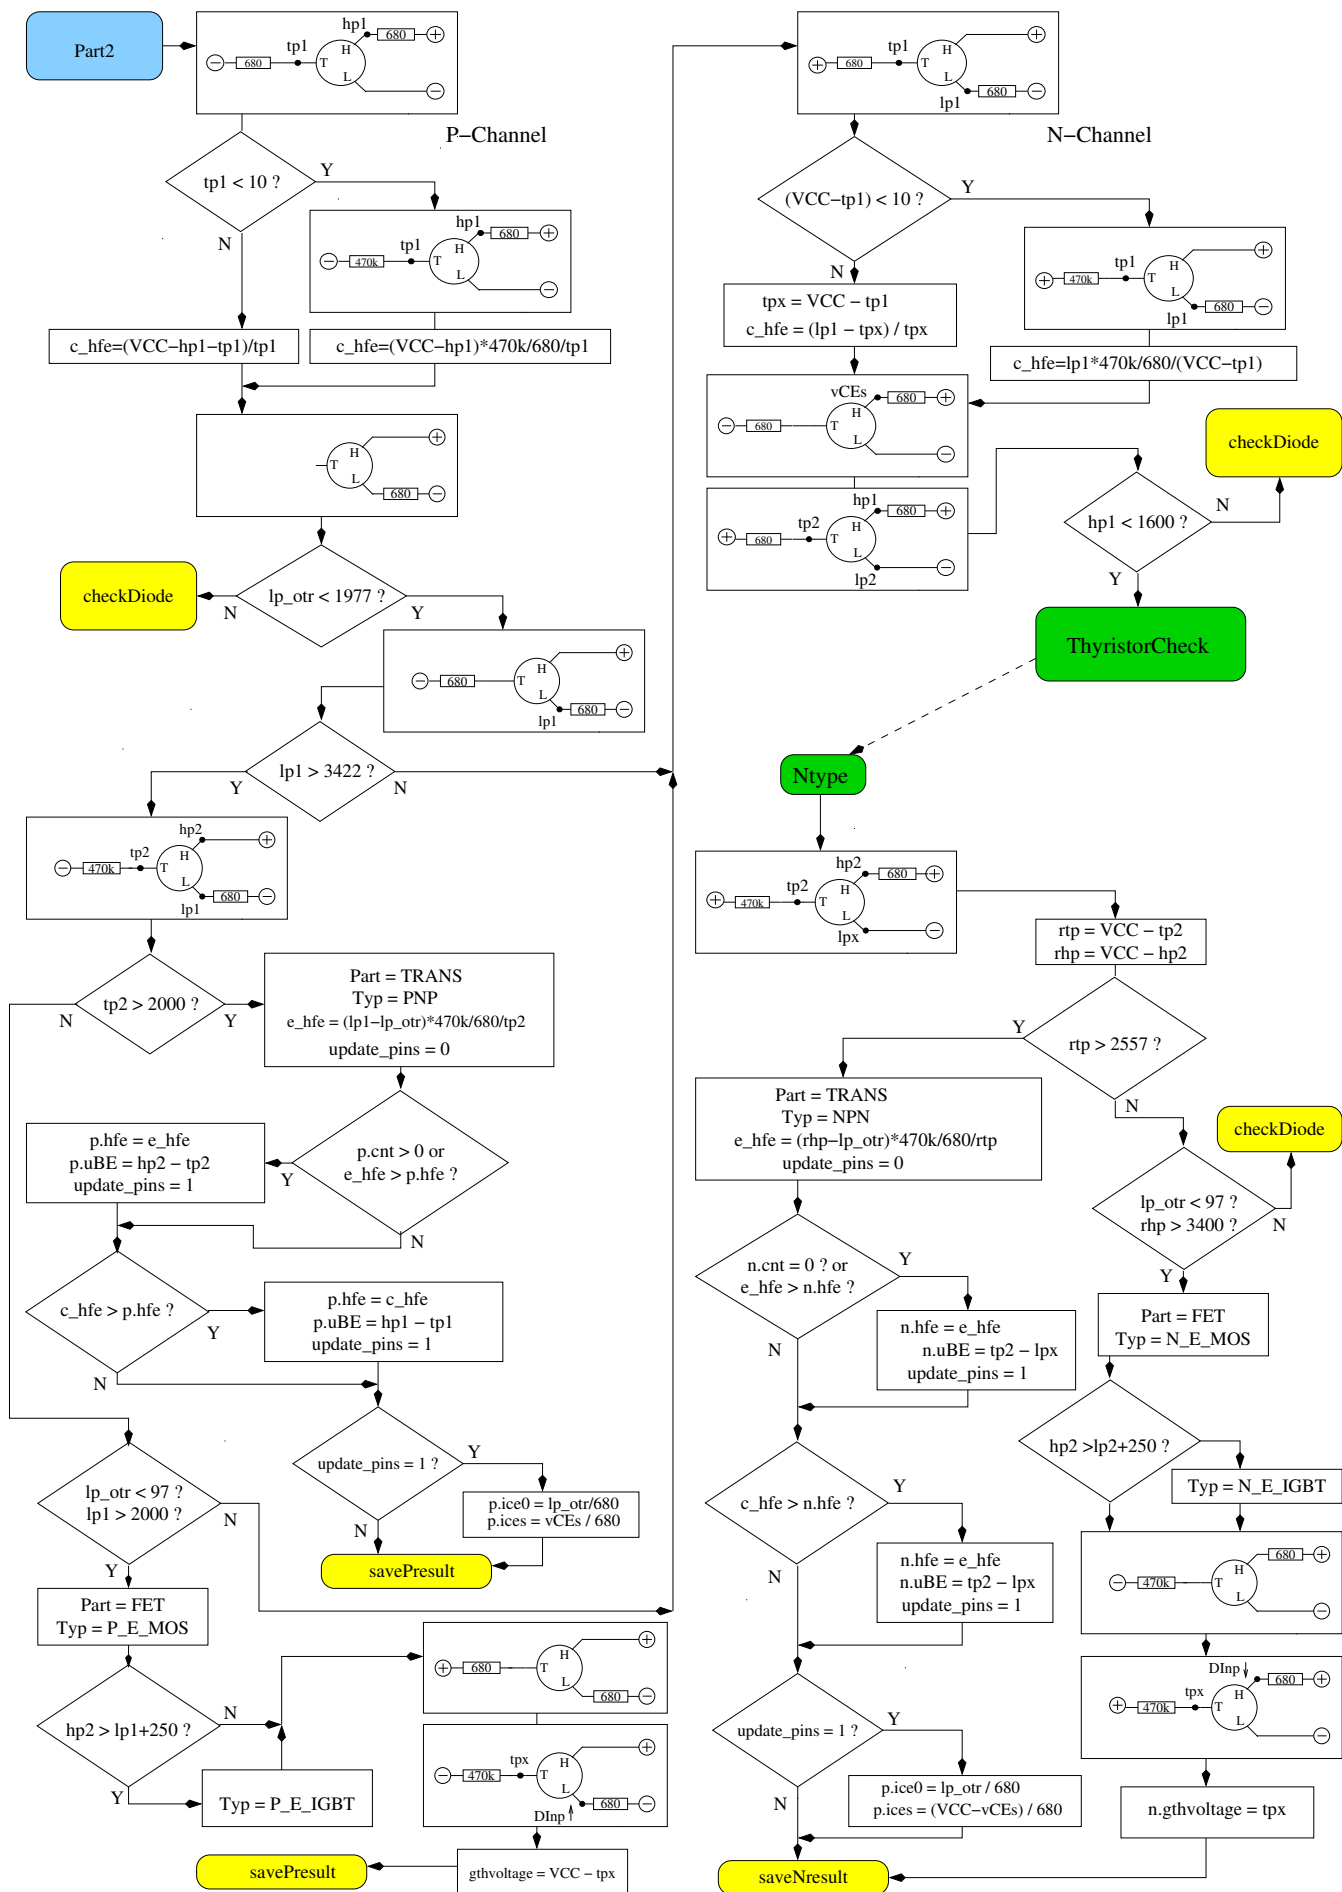 Part2
hp1
680
+
tp1
H
−
680
T
L
−
P−Channel
tp1 < 10 ?
Y
N
hp1
680
+
tp1
H
−
470k
T
L
−
c_hfe=(VCC−hp1−tp1)/tp1
c_hfe=(VCC−hp1)*470k/680/tp1
+
H
T
L
680
−
checkDiode
lp_otr < 1977 ?
N
Y
+
H
−
680
T
L
680
−
lp1
lp1 > 3422 ?
Y
N
hp2
+
tp2
H
−
470k
T
L
680
−
lp1
tp2 > 2000 ?
N
Y
Part = TRANS
Typ = PNP
e_hfe = (lp1−lp_otr)*470k/680/tp2
update_pins = 0
p.hfe = e_hfe
p.uBE = hp2 − tp2
update_pins = 1
p.cnt > 0 or
e_hfe > p.hfe ?
Y
N
c_hfe > p.hfe ?
Y
N
p.hfe = c_hfe
p.uBE = hp1 − tp1
update_pins = 1
update_pins = 1 ?
Y
N
p.ice0 = lp_otr/680
p.ices = vCEs / 680
savePresult
lp_otr < 97 ?
lp1 > 2000 ?
N
Y
Part = FET
Typ = P_E_MOS
hp2 > lp1+250 ?
N
Y
Typ = P_E_IGBT
+
H
+
680
T
L
680
−
+
tpx
H
−
470k
T
L
680
−
DInp
gthvoltage = VCC − tpx
savePresult
+
tp1
H
+
680
T
L
680
−
lp1
N−Channel
(VCC−tp1) < 10 ?
Y
N
+
tp1
H
+
470k
T
L
680
−
lp1
tpx = VCC − tp1
c_hfe = (lp1 − tpx) / tpx
c_hfe=lp1*470k/680/(VCC−tp1)
vCEs
680
+
H
−
680
T
L
−
hp1
680
+
tp2
H
+
680
T
L
−
lp2
checkDiode
hp1 < 1600 ?
N
Y
ThyristorCheck
Ntype
hp2
680
+
tp2
H
+
470k
T
L
−
lpx
rtp = VCC − tp2
rhp = VCC − hp2
rtp > 2557 ?
Y
N
Part = TRANS
Typ = NPN
e_hfe = (rhp−lp_otr)*470k/680/rtp
update_pins = 0
checkDiode
lp_otr < 97 ?
rhp > 3400 ?
N
Y
n.cnt = 0 ? or
e_hfe > n.hfe ?
Y
N
n.hfe = e_hfe
n.uBE = tp2 − lpx
update_pins = 1
Part = FET
Typ = N_E_MOS
hp2 >lp2+250 ?
Y
N
Typ = N_E_IGBT
c_hfe > n.hfe ?
Y
N
n.hfe = e_hfe
n.uBE = tp2 − lpx
update_pins = 1
680
+
H
−
470k
T
L
−
DInp
680
+
tpx
H
+
470k
T
L
−
update_pins = 1 ?
Y
N
p.ice0 = lp_otr / 680
p.ices = (VCC−vCEs) / 680
n.gthvoltage = tpx
saveNresult